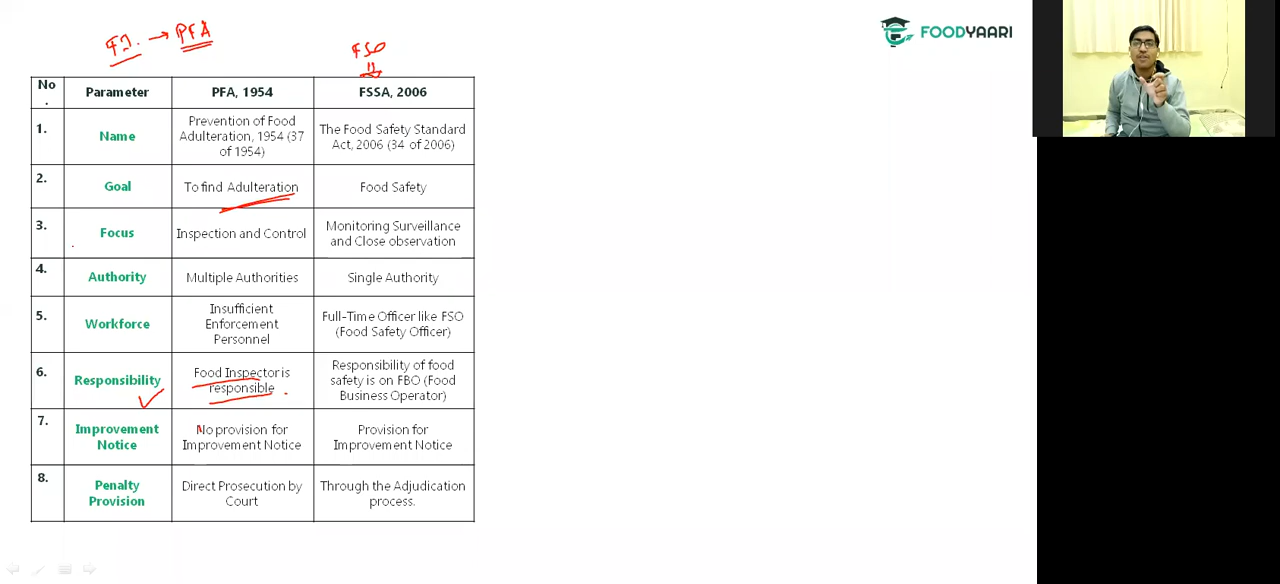 F.I. → PFA
FSO
FOODYAARI
No
.
Parameter
PFA, 1954
FSSA, 2006
1.
Name
Prevention of Food
Adulteration, 1954 (37
of 1954)
The Food Safety Standard
Act, 2006 (34 of 2006)
2.
Goal
To find Adulteration
Food Safety
3.
Focus
Inspection and Control
Monitoring Surveillance
and Close observation
4.
Authority
Multiple Authorities
Single Authority
5.
Workforce
Insufficient
Enforcement
Personnel
Full-Time Officer like FSO
(Food Safety Officer)
6.
Responsibility
Food Inspector is
responsible
Responsibility of food
safety is on FBO (Food
Business Operator)
7.
Improvement
Notice
No provision for
Improvement Notice
Provision for
Improvement Notice
8.
Penalty
Provision
Direct Prosecution by
Court
Through the Adjudication
process.